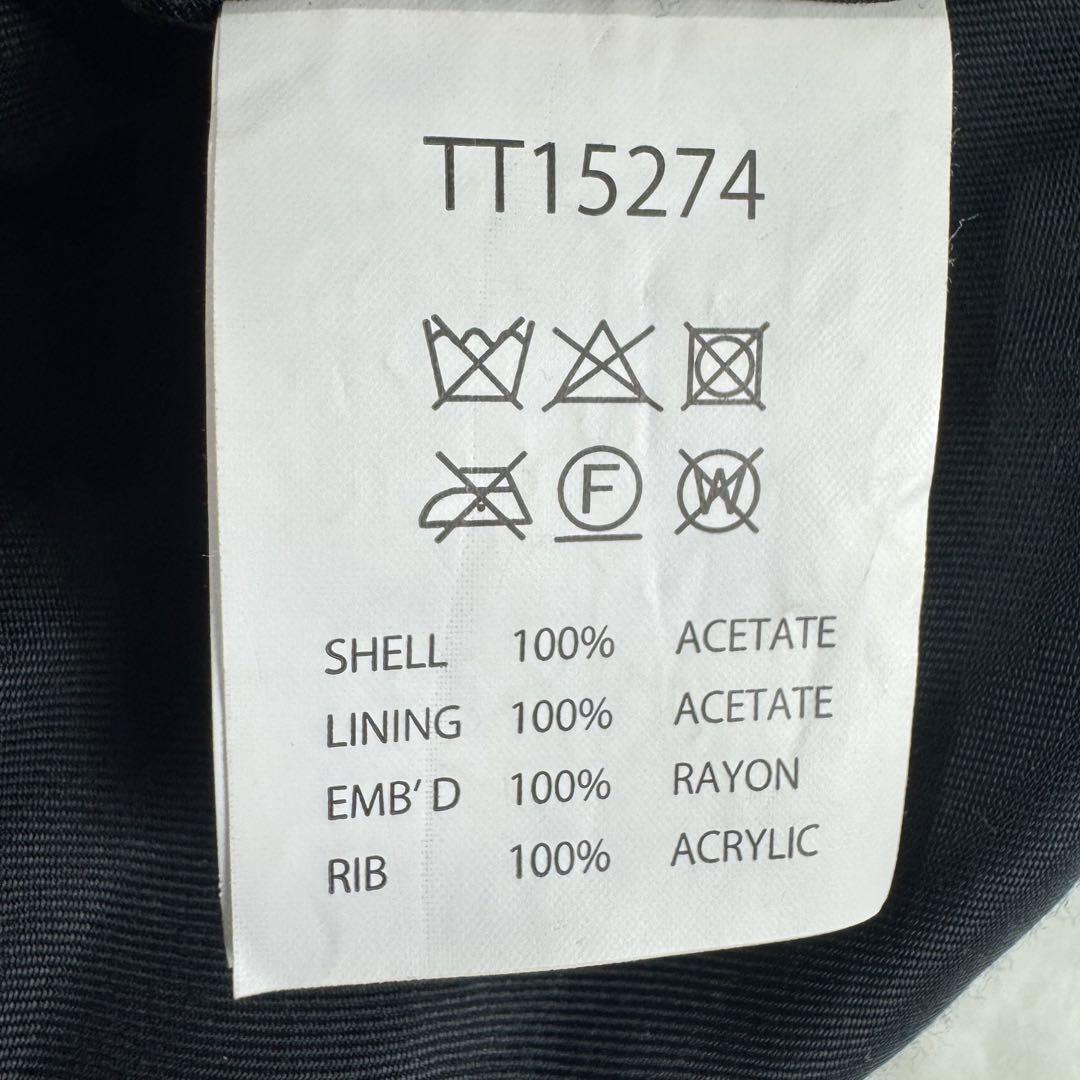 TT15274
F W
SHELL 100% ACETATE
LINING 100% ACETATE
EMB'D 100% RAYON
RIB 100% ACRYLIC